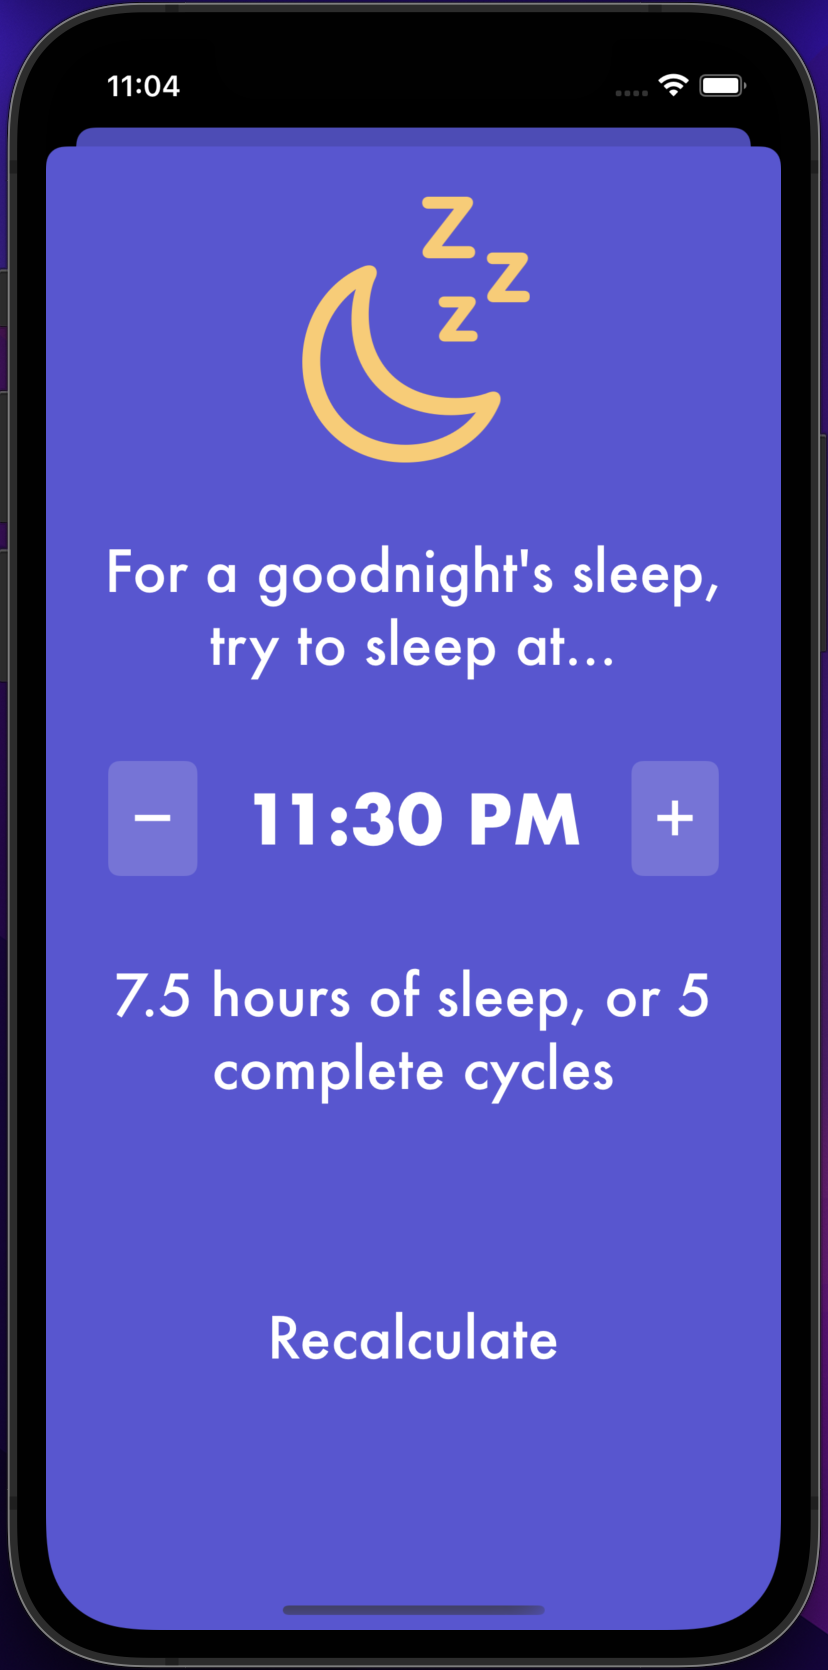 11:04
Z
Z
Z
For a goodnight's sleep,
try to sleep at...
− 11:30 PM +
7.5 hours of sleep, or 5
complete cycles
Recalculate